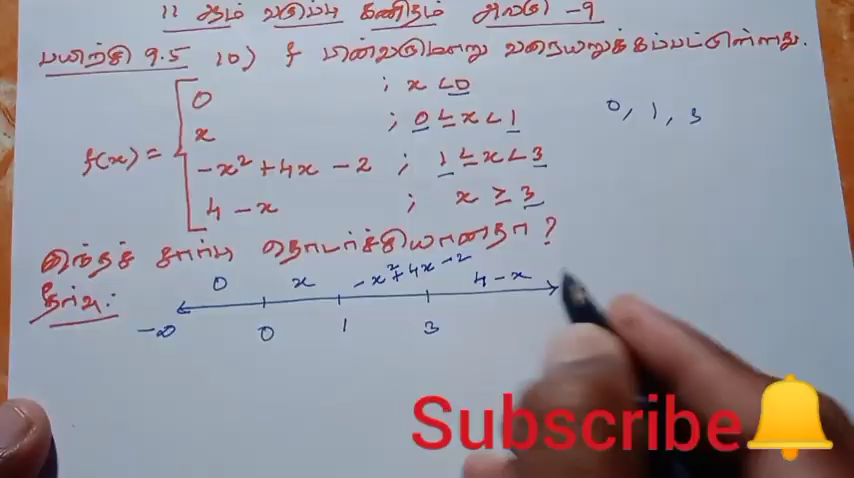 11 ஆம் வகுப்பு கணிதம் அலகு - 9
பயிற்சி 9.5 10) f பின்வருமாறு வரையறுக்கப்பட்டுள்ளது.
f(x) = { 0 ; x < 0
x ; 0 ≤ x < 1
-x² + 4x - 2 ; 1 ≤ x < 3
4 - x ; x ≥ 3
0, 1, 3
இந்தச் சார்பு தொடர்ச்சியானதா?
தீர்வு:
0 x -x²+4x-2 4-x
-∞ 0 1 3
Subscribe